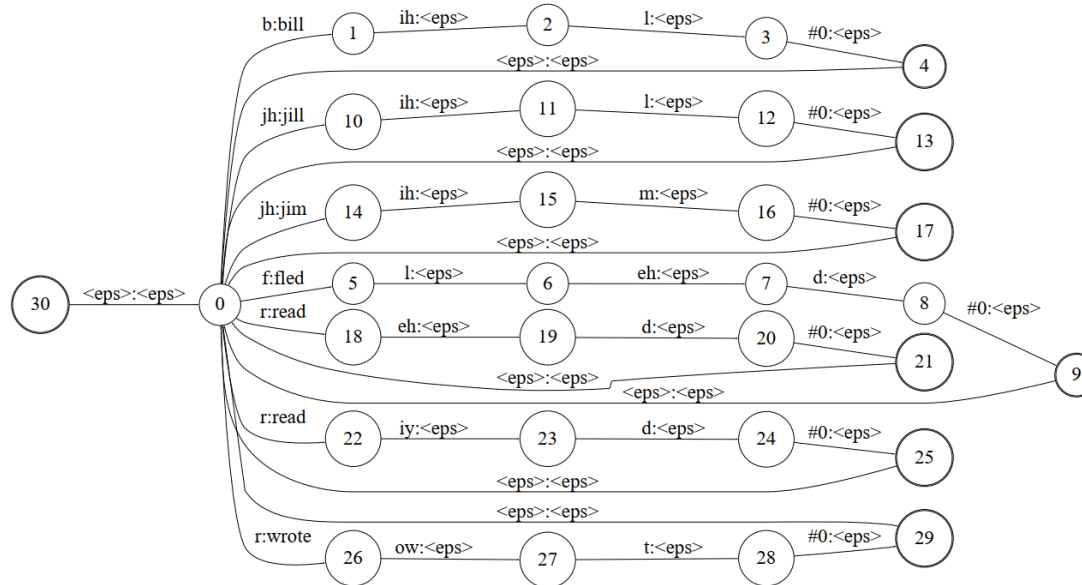 b:bill 1 ih:<eps> 2 l:<eps> 3 #0:<eps> 4
<eps>:<eps>
jh:jill 10 ih:<eps> 11 l:<eps> 12 #0:<eps> 13
<eps>:<eps>
jh:jim 14 ih:<eps> 15 m:<eps> 16 #0:<eps> 17
<eps>:<eps>
30 <eps>:<eps> 0 f:fled 5 l:<eps> 6 eh:<eps> 7 d:<eps> 8 #0:<eps> 9
r:read 18 eh:<eps> 19 d:<eps> 20 #0:<eps> 21
<eps>:<eps>
<eps>:<eps>
r:read 22 iy:<eps> 23 d:<eps> 24 #0:<eps> 25
<eps>:<eps>
<eps>:<eps>
r:wrote 26 ow:<eps> 27 t:<eps> 28 #0:<eps> 29